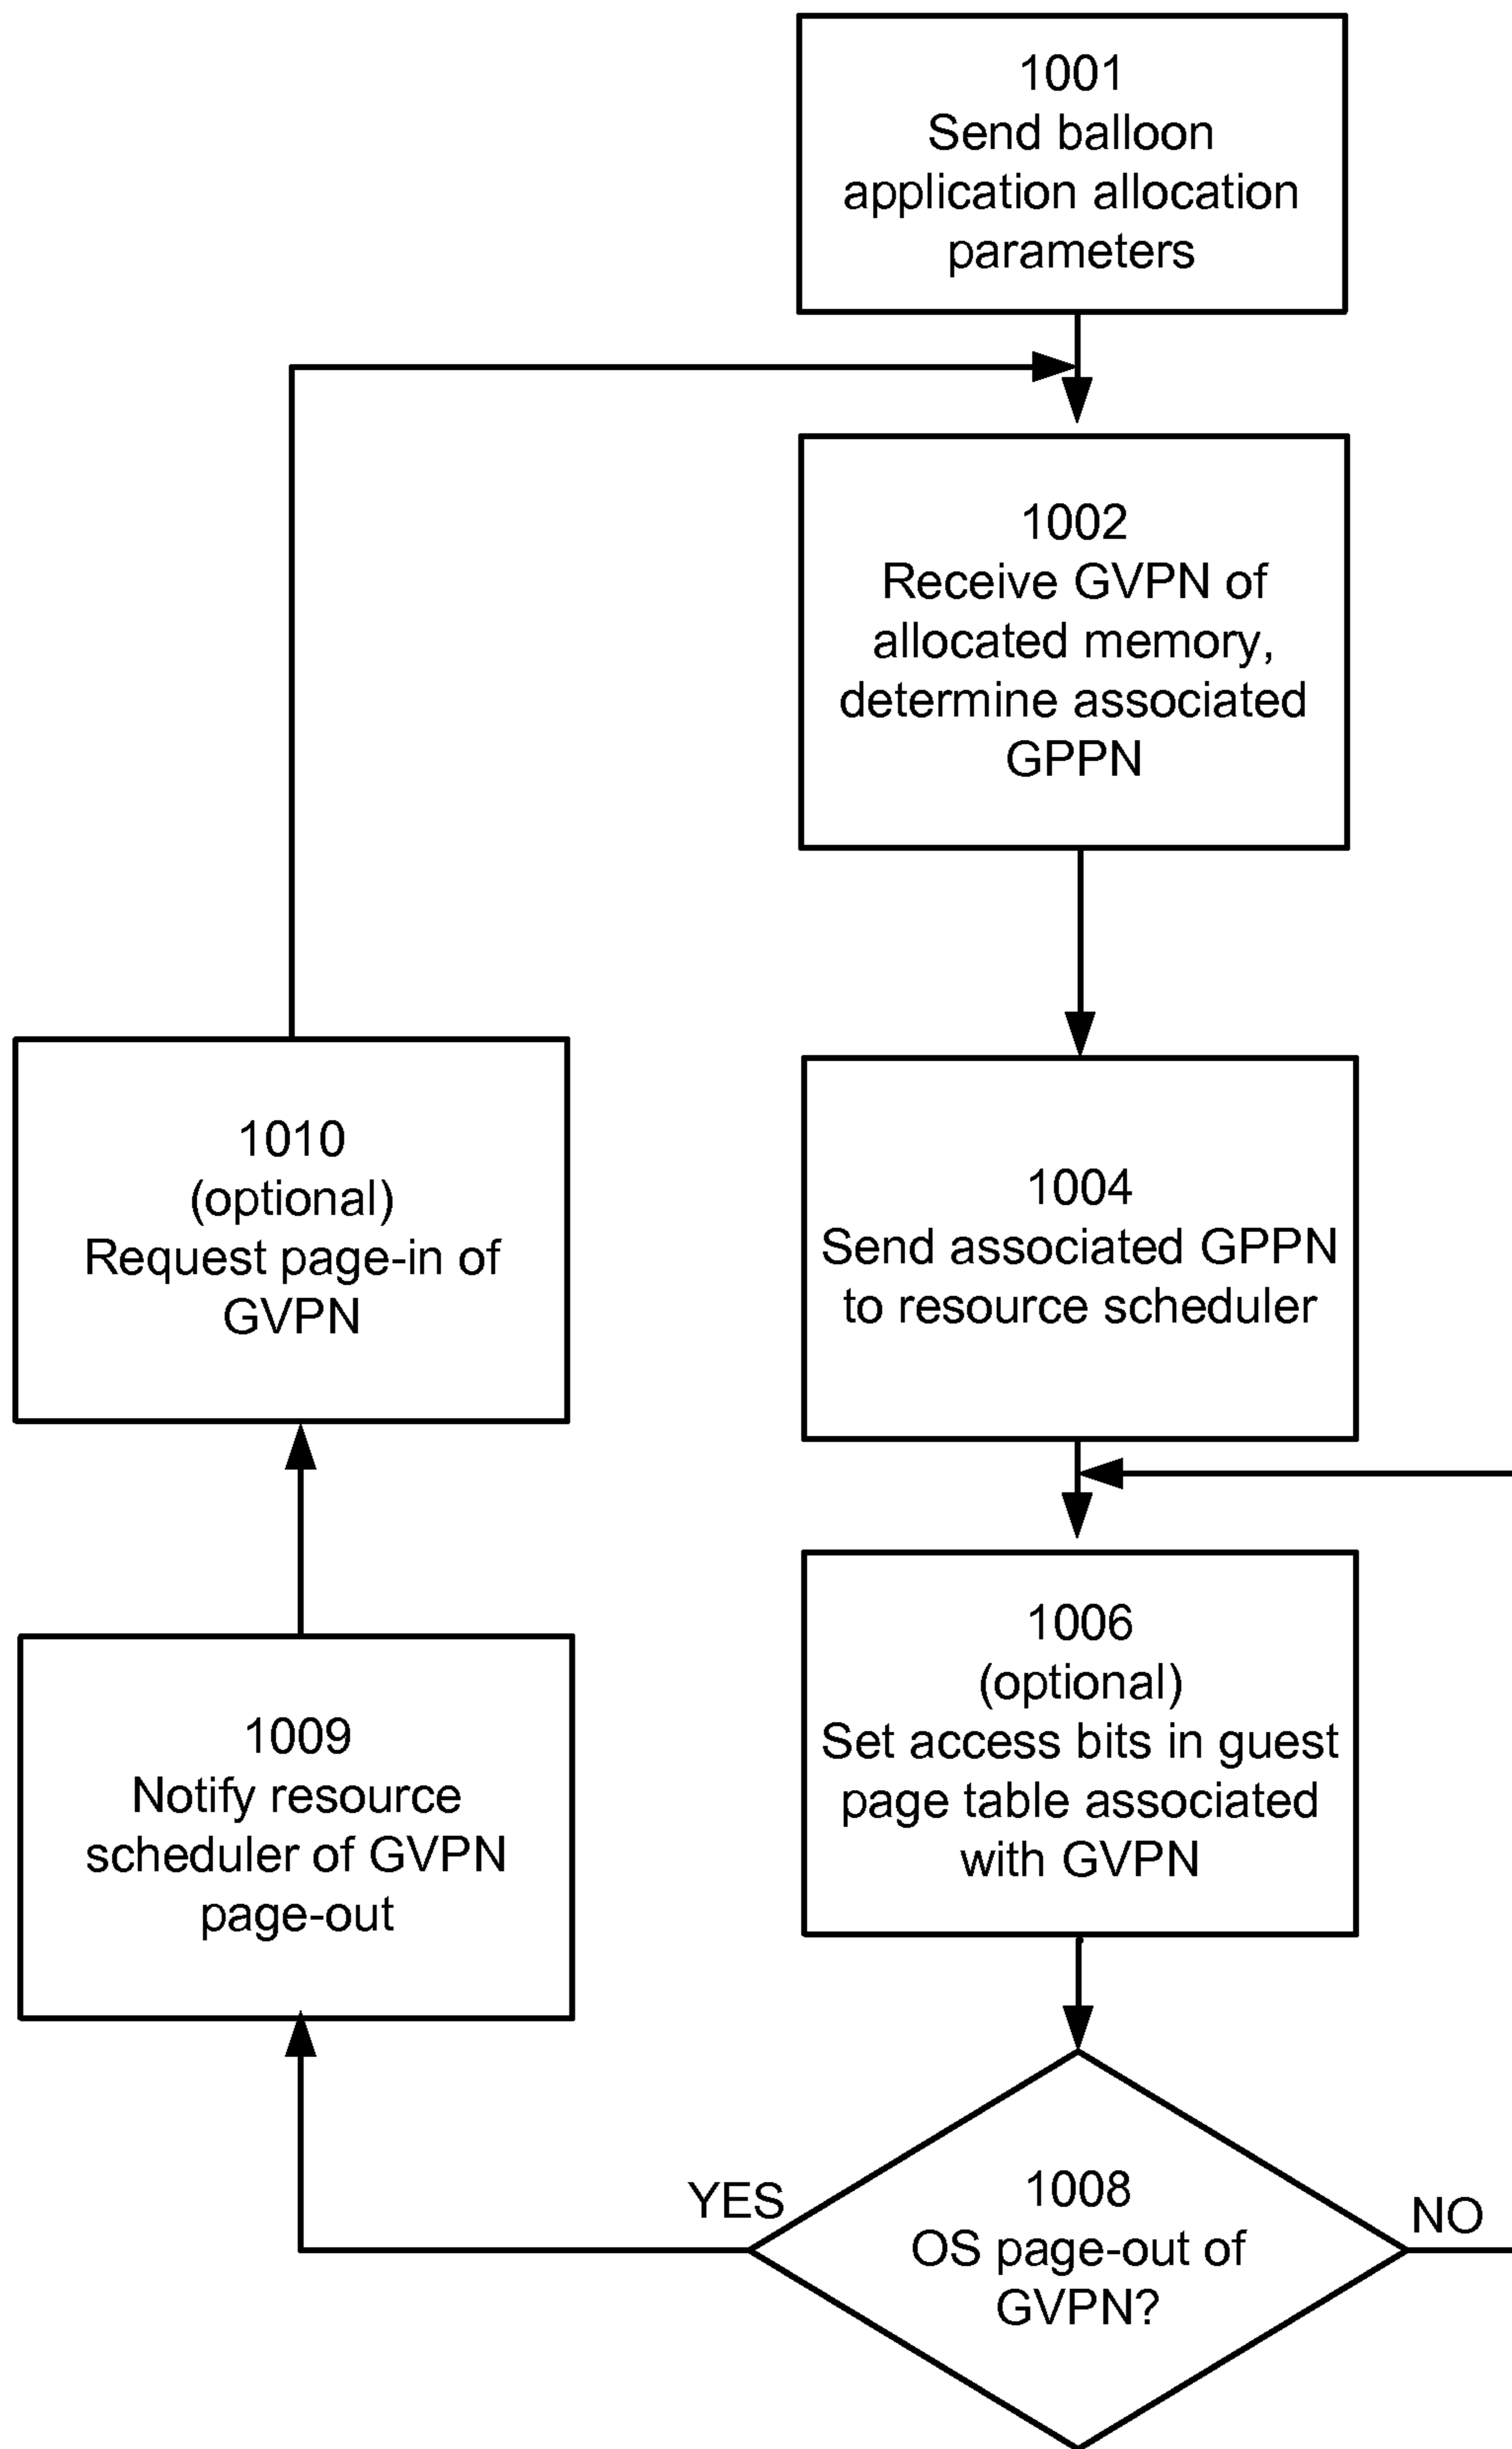 1001
Send balloon
application allocation
parameters
1002
Receive GVPN of
allocated memory,
determine associated
GPPN
1004
Send associated GPPN
to resource scheduler
1006
(optional)
Set access bits in guest
page table associated
with GVPN
1008
OS page-out of
GVPN?
YES
NO
1009
Notify resource
scheduler of GVPN
page-out
1010
(optional)
Request page-in of
GVPN